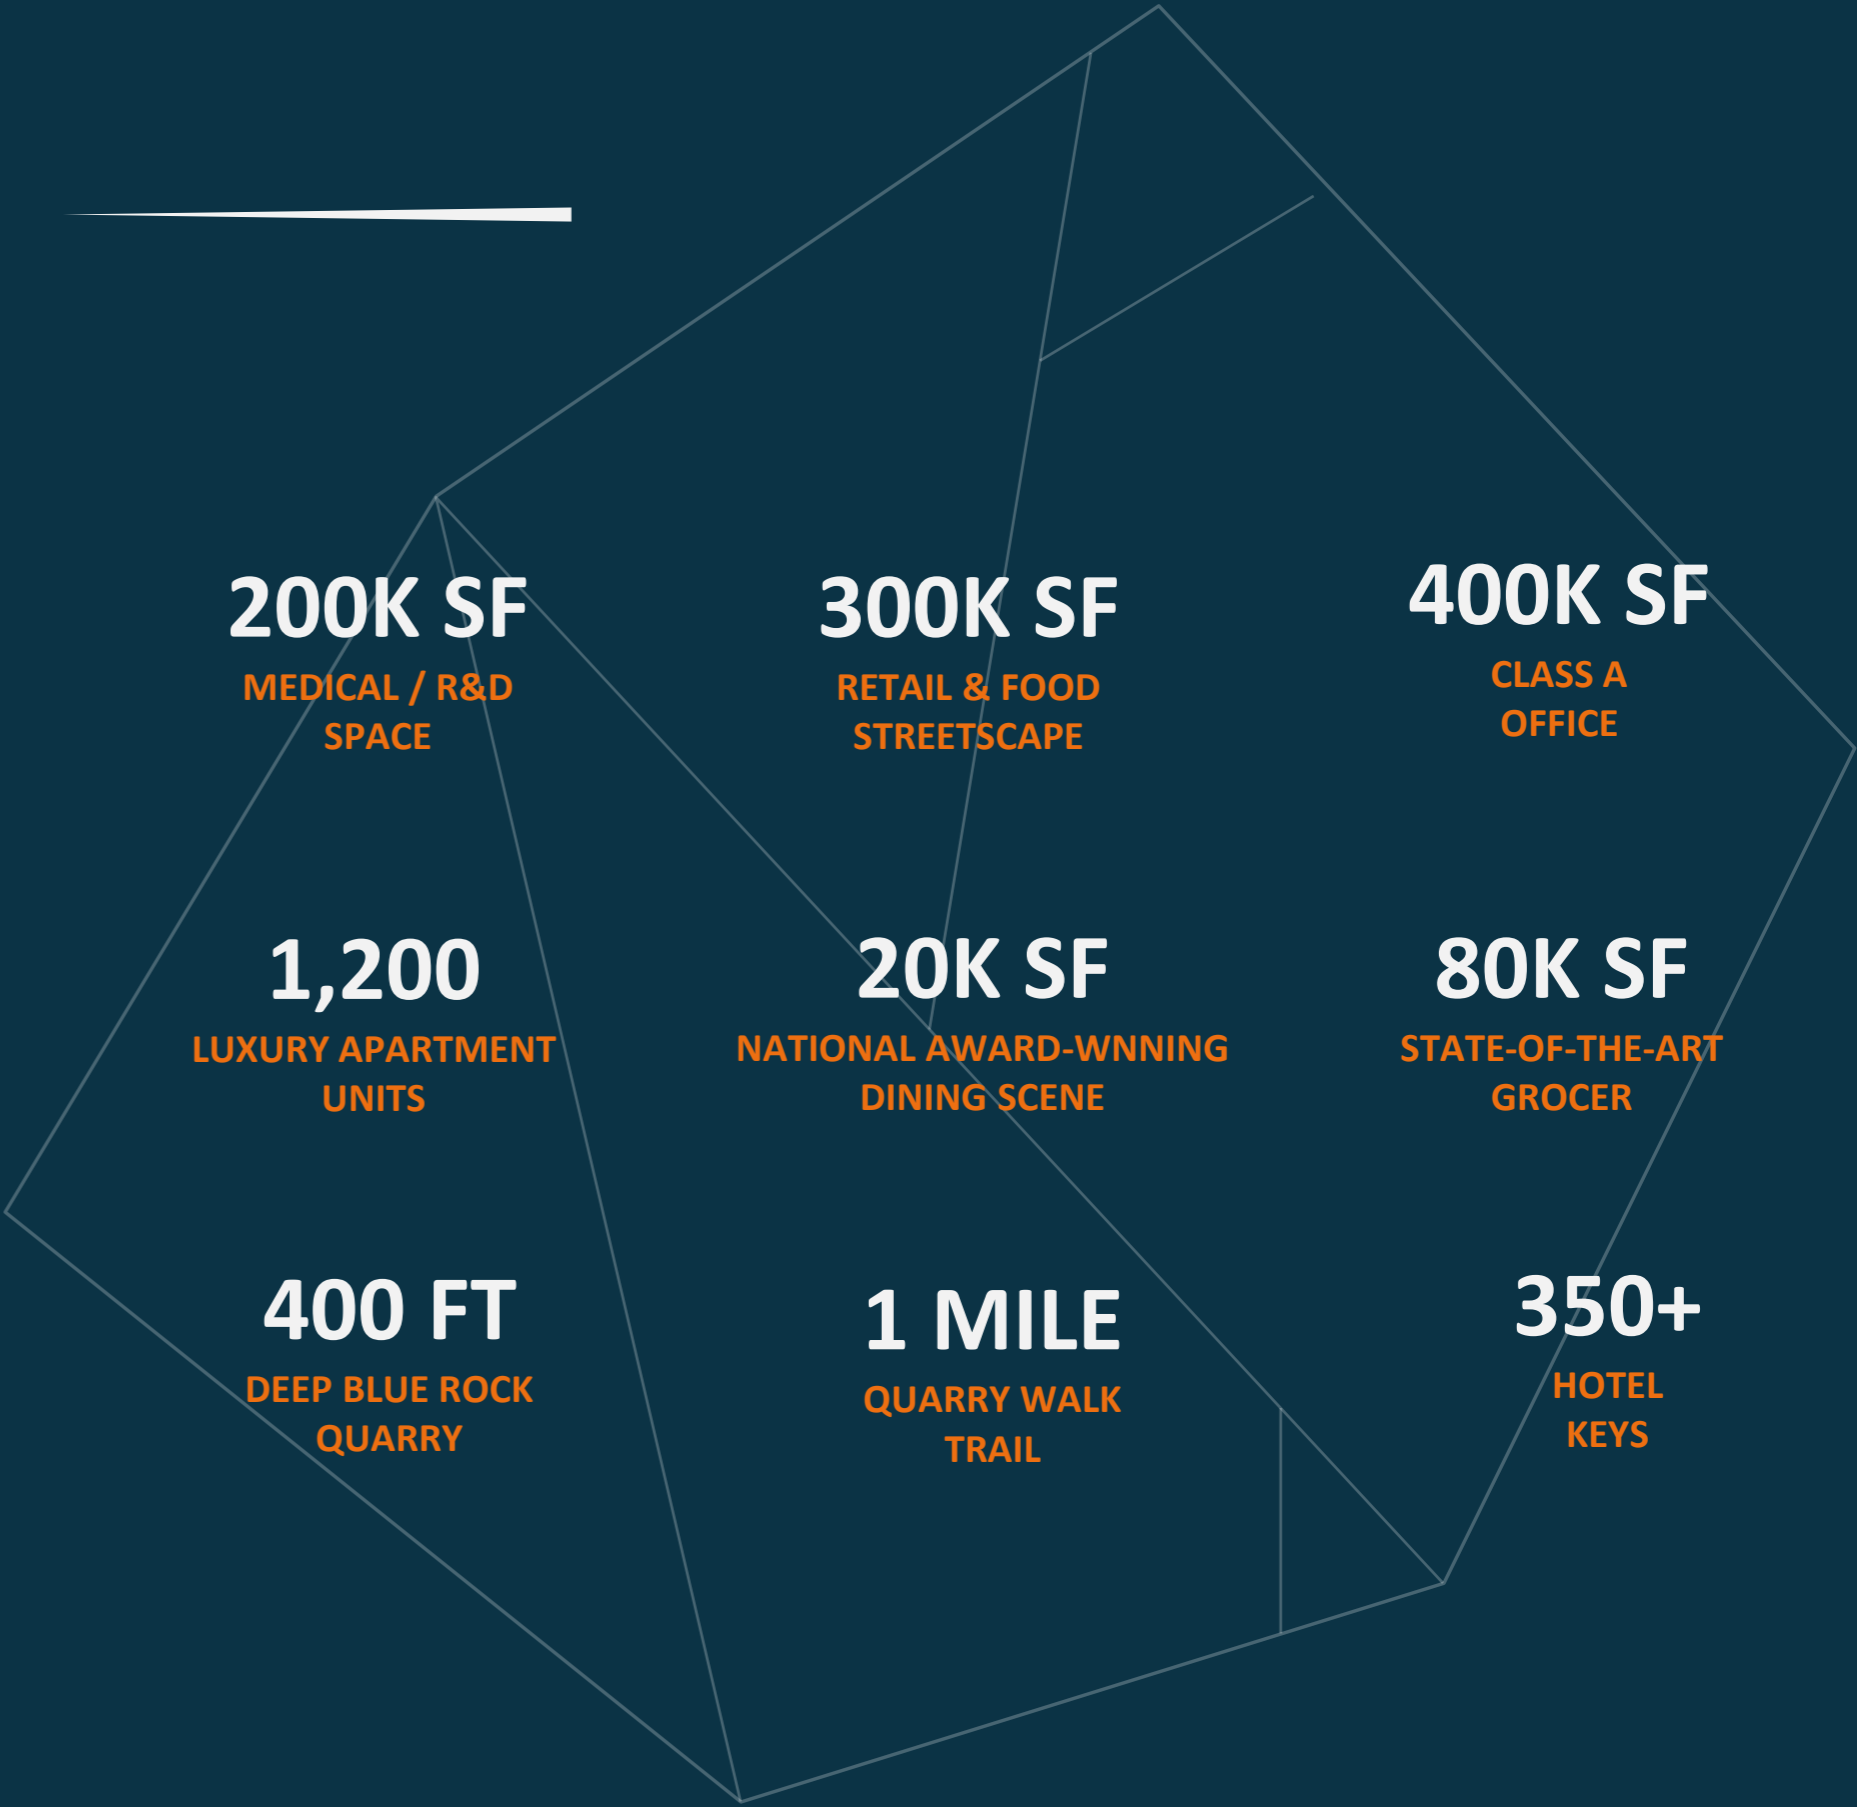 200K SF
MEDICAL / R&D
SPACE
300K SF
RETAIL & FOOD
STREETSCAPE
400K SF
CLASS A
OFFICE
1,200
LUXURY APARTMENT
UNITS
20K SF
NATIONAL AWARD-WNNING
DINING SCENE
80K SF
STATE-OF-THE-ART
GROCER
400 FT
DEEP BLUE ROCK
QUARRY
1 MILE
QUARRY WALK
TRAIL
350+
HOTEL
KEYS